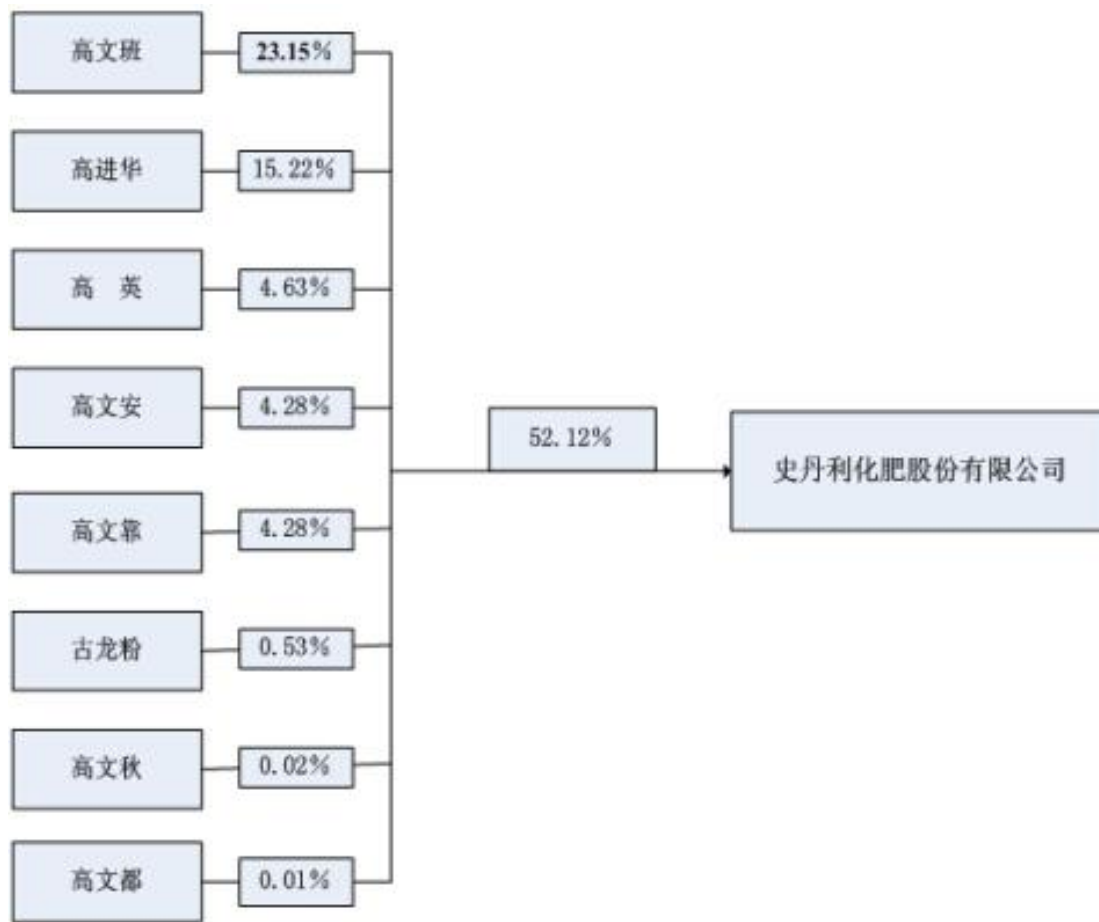 高文班
23.15%
高进华
15.22%
高 英
4.63%
高文安
4.28%
52.12%
史丹利化肥股份有限公司
高文靠
4.28%
古龙粉
0.53%
高文秋
0.02%
高文都
0.01%